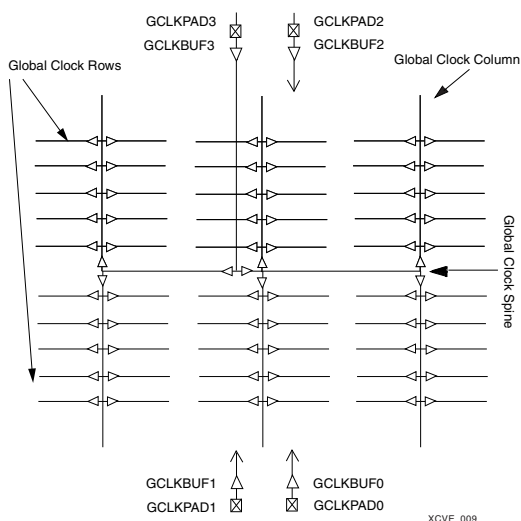 GCLKPAD3 GCLKPAD2
GCLKBUF3 GCLKBUF2
Global Clock Rows
Global Clock Column
Global Clock Spine
GCLKBUF1 GCLKBUF0
GCLKPAD1 GCLKPAD0
XCVE_009